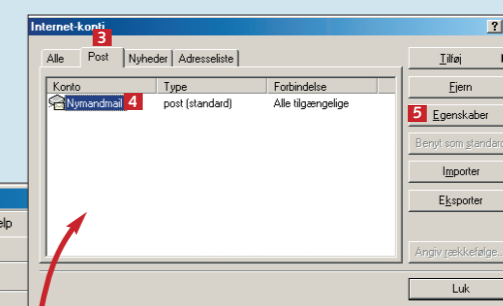 Internet-konti
3
Alle Post Nyheder Adresseliste
Konto Type Forbindelse
Nymandmail 4 post (standard) Alle tilgængelige
Tilføj
Fjern
5 Egenskaber
Benyt som standard
Importer
Eksporter
Angiv rækkefølge...
Luk
elp